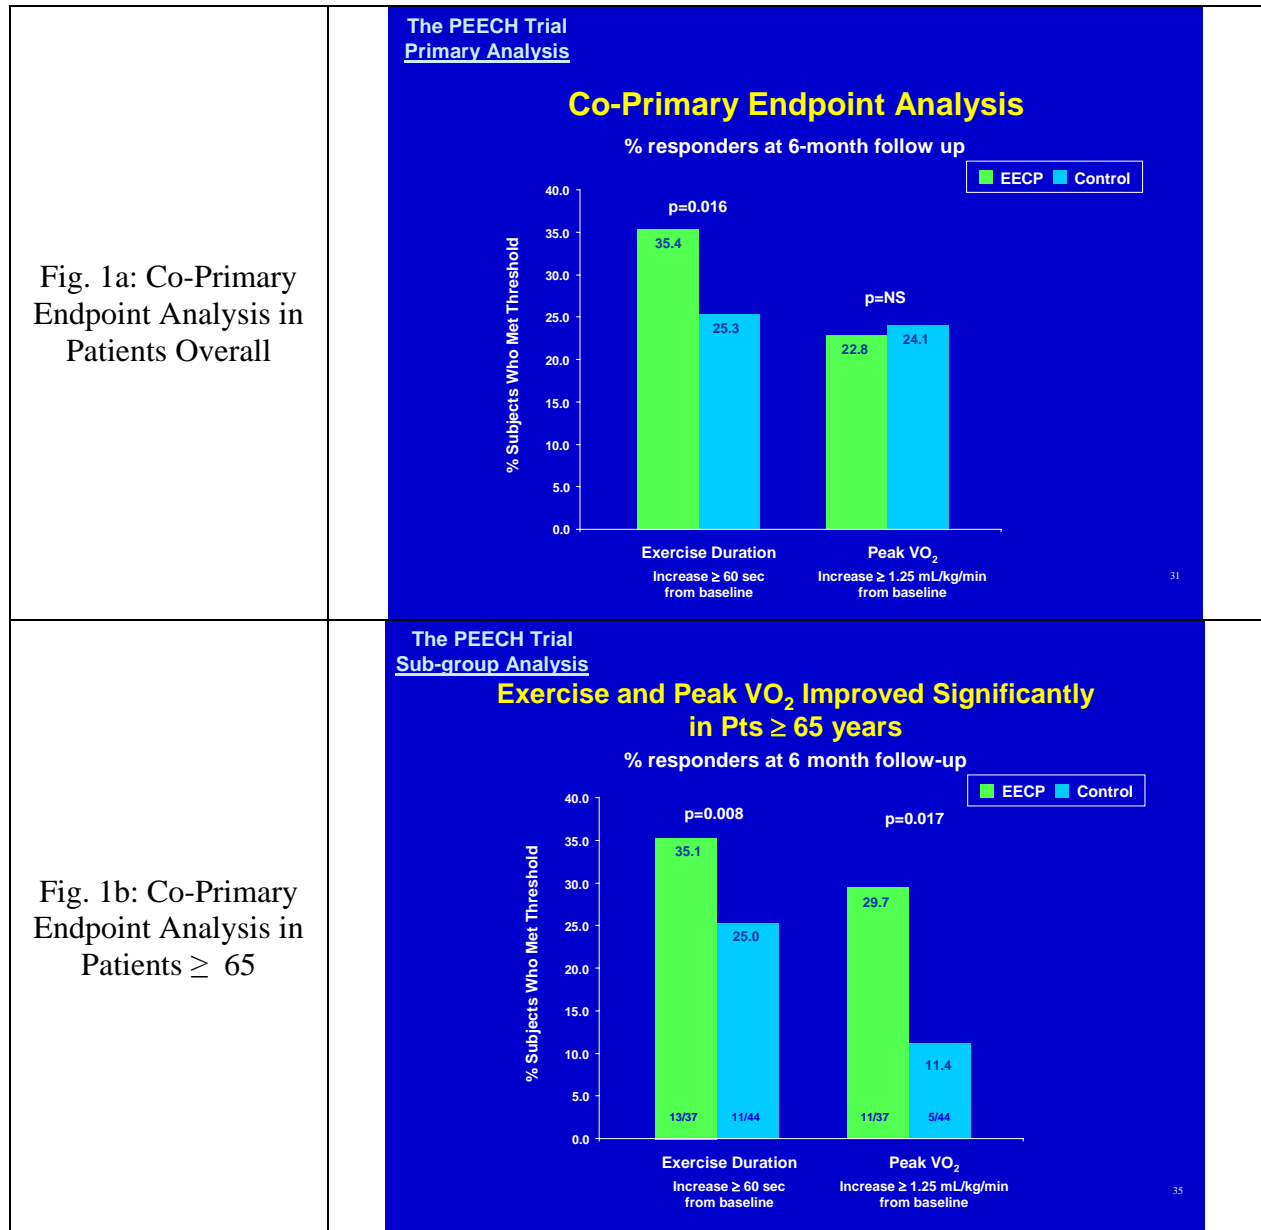 Fig. 1a: Co-Primary
Endpoint Analysis in
Patients Overall
The PEECH Trial
Primary Analysis
Co-Primary Endpoint Analysis
% responders at 6-month follow up
EECP Control
% Subjects Who Met Threshold
40.0
35.0
30.0
25.0
20.0
15.0
10.0
5.0
0.0
p=0.016
35.4
25.3
p=NS
22.8
24.1
Exercise Duration
Increase ≥ 60 sec
from baseline
Peak VO₂
Increase ≥ 1.25 mL/kg/min
from baseline
31
Fig. 1b: Co-Primary
Endpoint Analysis in
Patients ≥ 65
The PEECH Trial
Sub-group Analysis
Exercise and Peak VO₂ Improved Significantly
in Pts ≥ 65 years
% responders at 6 month follow-up
EECP Control
% Subjects Who Met Threshold
40.0
35.0
30.0
25.0
20.0
15.0
10.0
5.0
0.0
p=0.008
35.1
25.0
13/37
11/44
p=0.017
29.7
11.4
11/37
5/44
Exercise Duration
Increase ≥ 60 sec
from baseline
Peak VO₂
Increase ≥ 1.25 mL/kg/min
from baseline
35